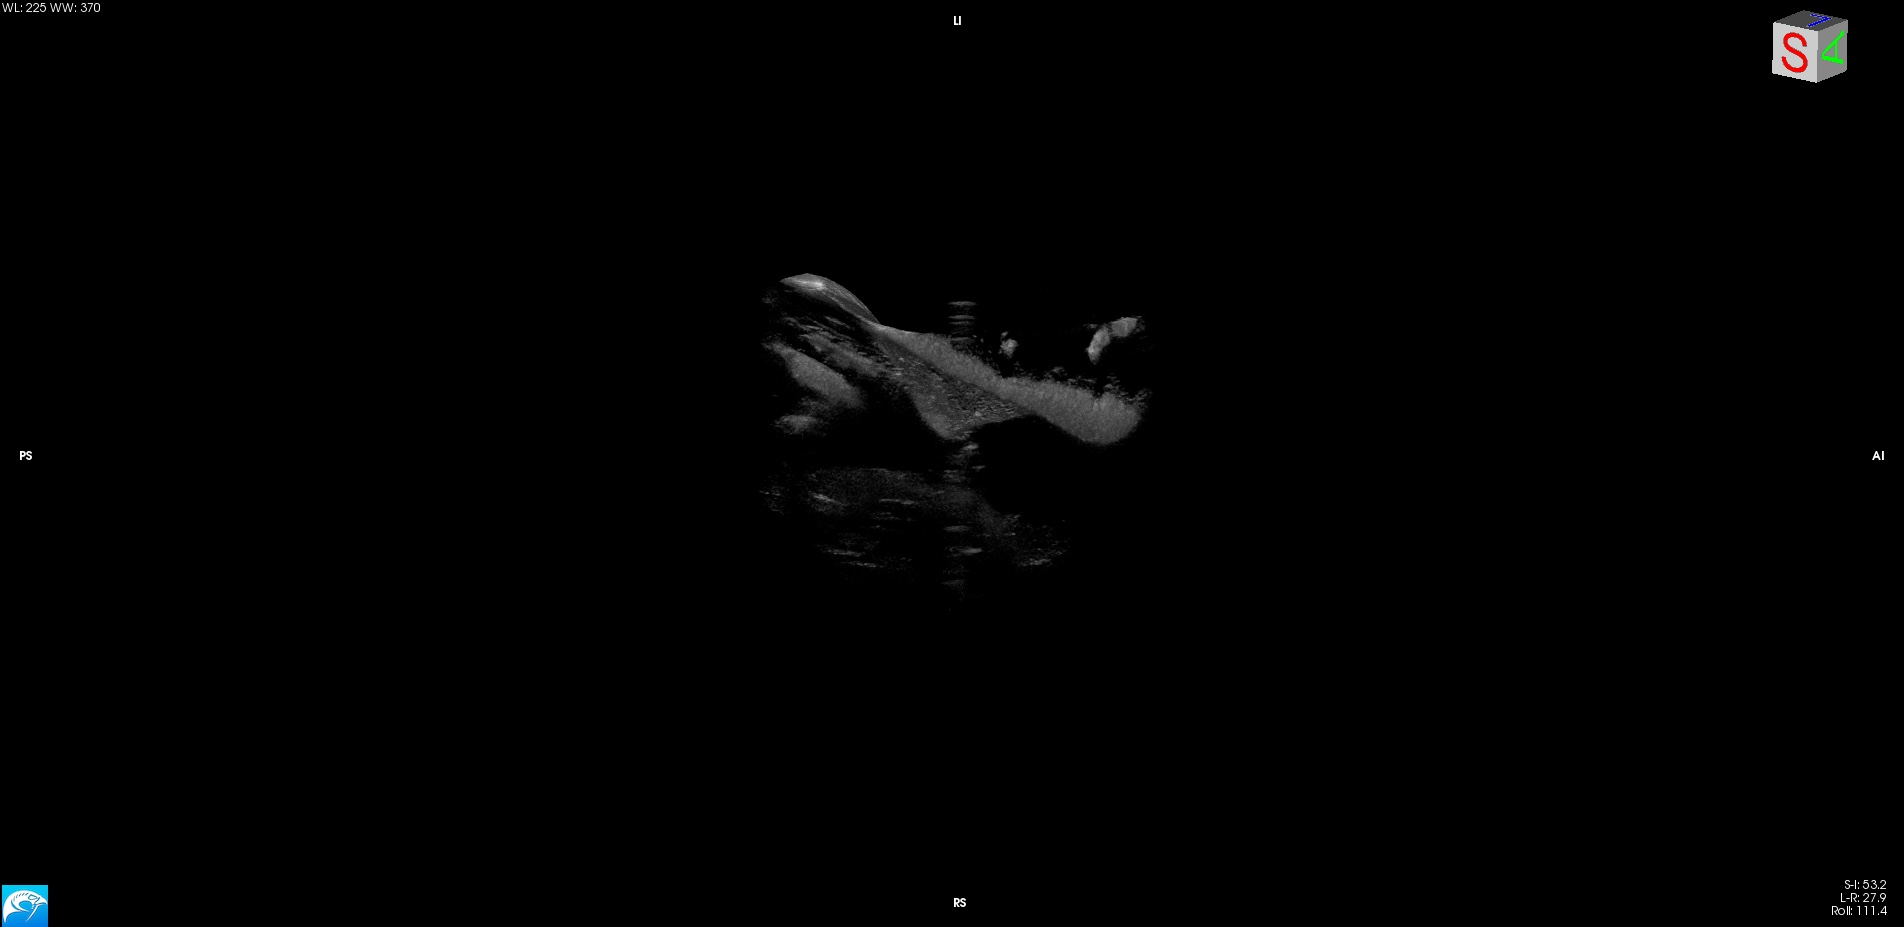 WL: 225 WW: 370
LI
S
A
L
PS
AI
RS
S-I: 53.2
L-R: 27.9
Roll: 111.4